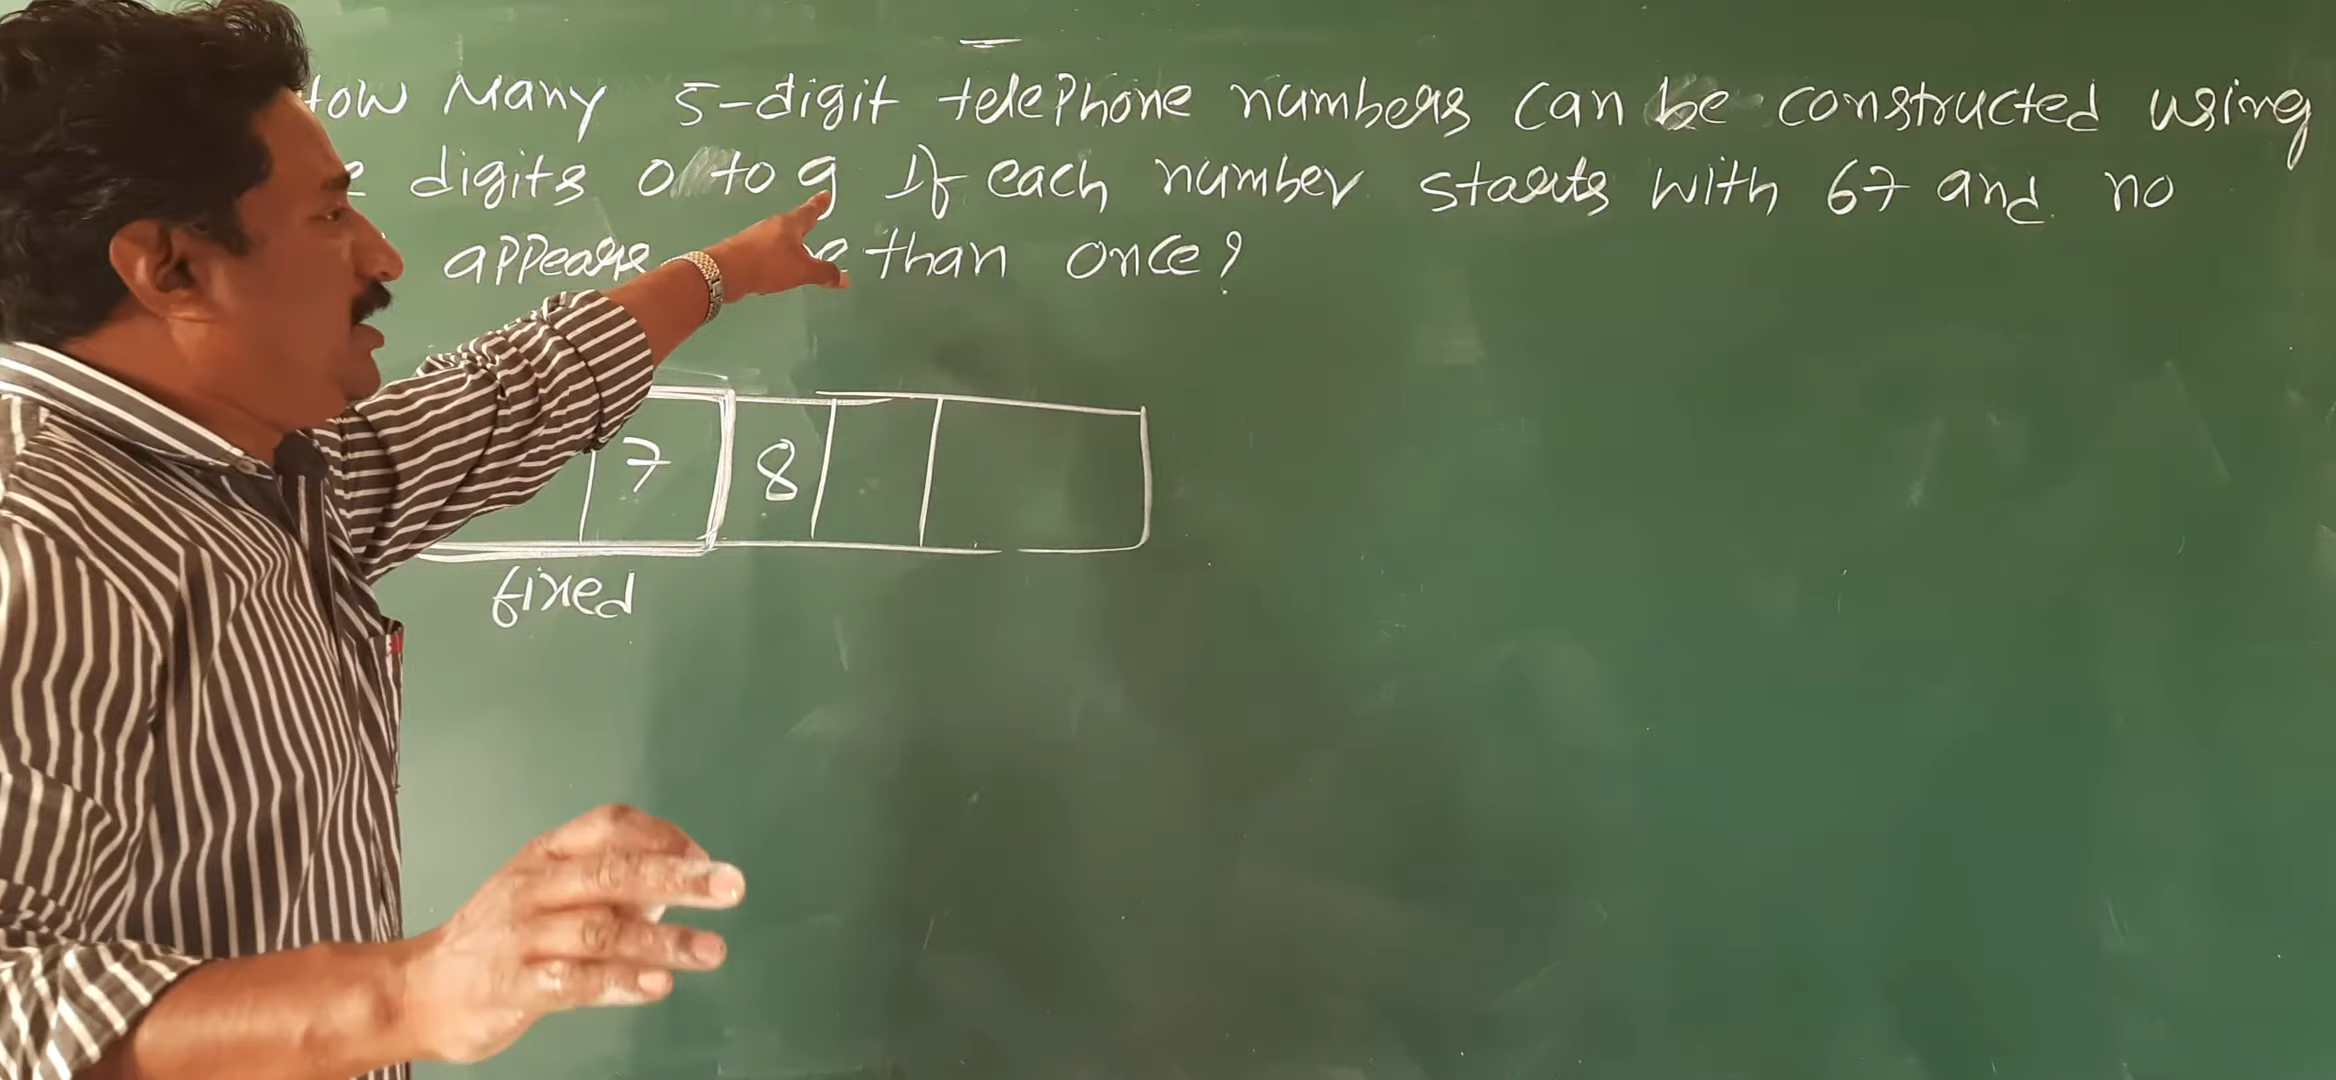 How Many 5-digit telephone numbers can be constructed using
digits 0 to 9 If each number starts with 67 and no
appears than once?
7 8
fixed